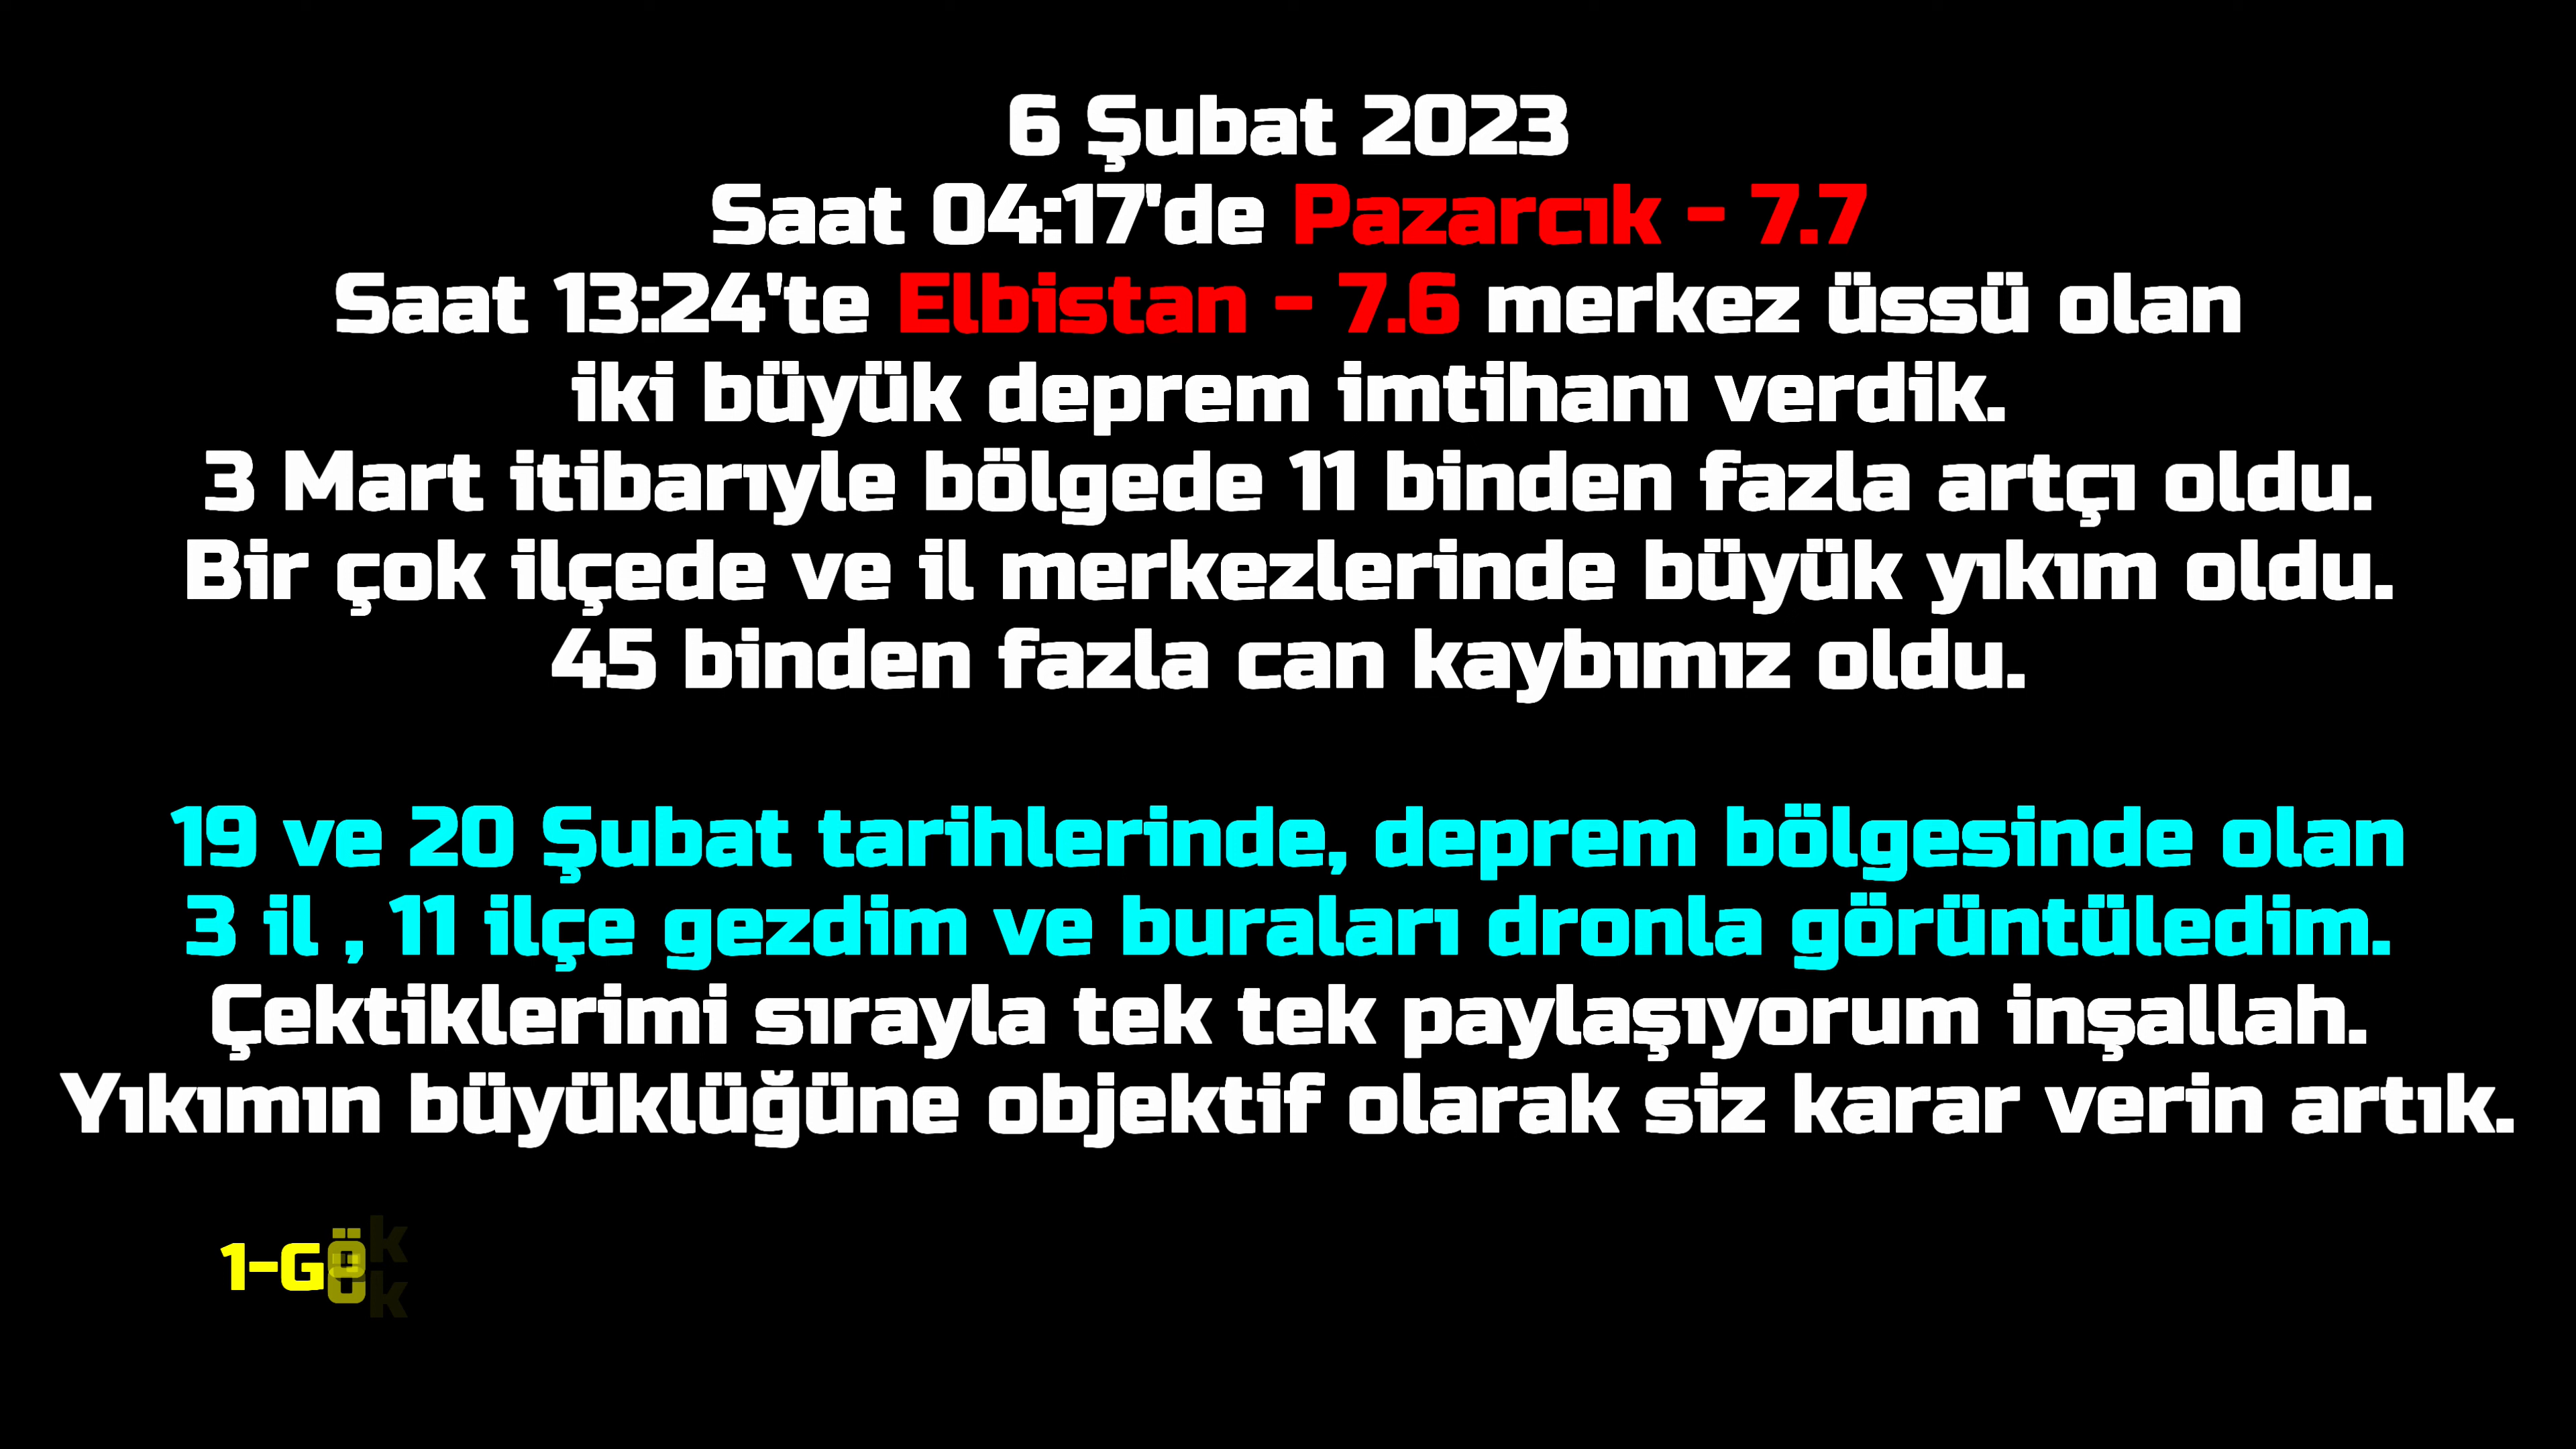 6 Şubat 2023
Saat 04:17'de Pazarcık - 7.7
Saat 13:24'te Elbistan - 7.6 merkez üssü olan
iki büyük deprem imtihanı verdik.
3 Mart itibarıyle bölgede 11 binden fazla artçı oldu.
Bir çok ilçede ve il merkezlerinde büyük yıkım oldu.
45 binden fazla can kaybımız oldu.
19 ve 20 Şubat tarihlerinde, deprem bölgesinde olan
3 il , 11 ilçe gezdim ve buraları dronla görüntüledim.
Çektiklerimi sırayla tek tek paylaşıyorum inşallah.
Yıkımın büyüklüğüne objektif olarak siz karar verin artık.
1-Gök